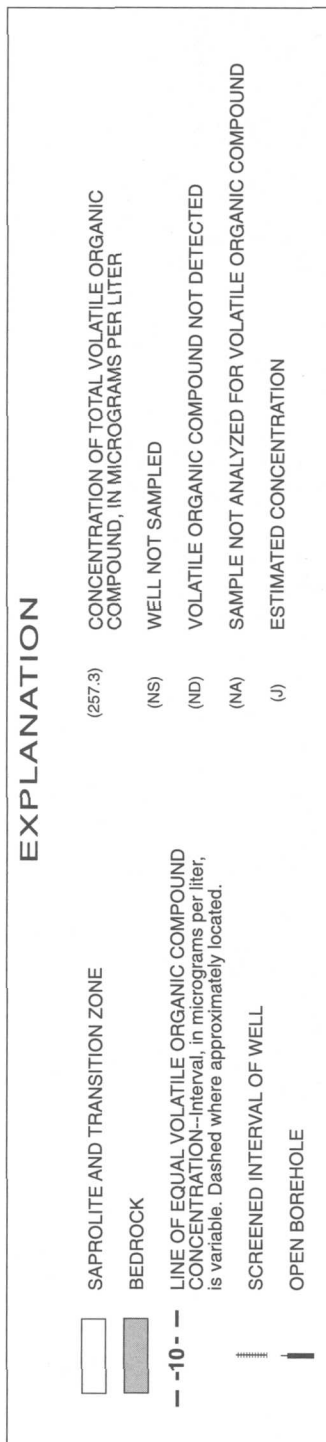 EXPLANATION
SAPROLITE AND TRANSITION ZONE
BEDROCK
-10- LINE OF EQUAL VOLATILE ORGANIC COMPOUND
CONCENTRATION--Interval, in micrograms per liter,
is variable. Dashed where approximately located.
SCREENED INTERVAL OF WELL
OPEN BOREHOLE
(257.3) CONCENTRATION OF TOTAL VOLATILE ORGANIC
COMPOUND, IN MICROGRAMS PER LITER
(NS) WELL NOT SAMPLED
(ND) VOLATILE ORGANIC COMPOUND NOT DETECTED
(NA) SAMPLE NOT ANALYZED FOR VOLATILE ORGANIC COMPOUND
(J) ESTIMATED CONCENTRATION